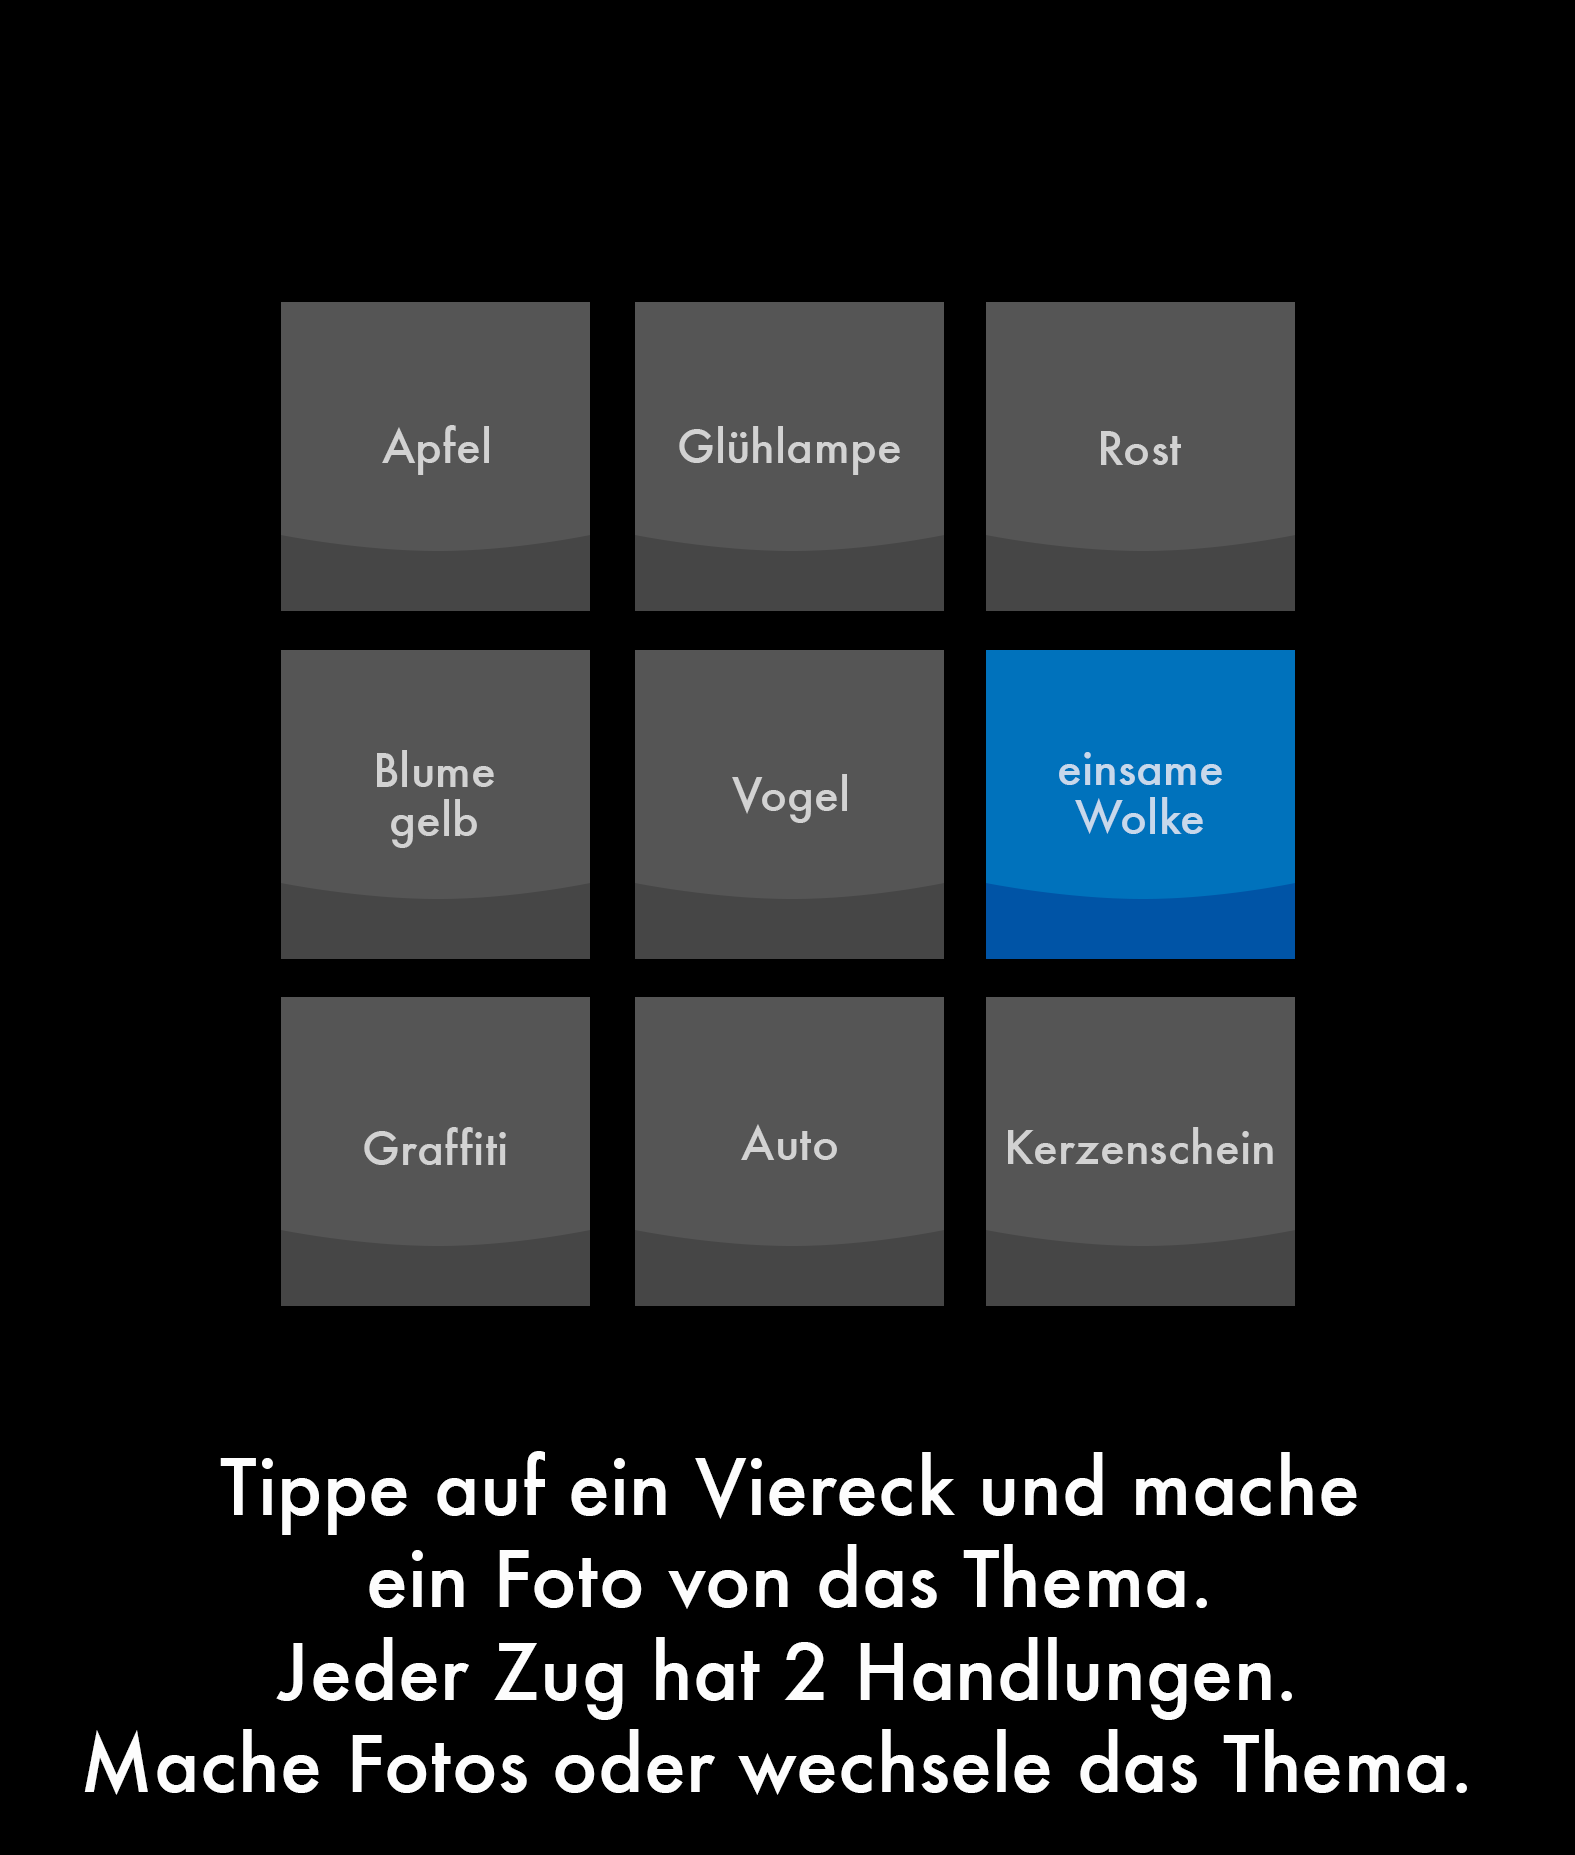 Apfel
Glühlampe
Rost
Blume
gelb
Vogel
einsame
Wolke
Graffiti
Auto
Kerzenschein
Tippe auf ein Viereck und mache
ein Foto von das Thema.
Jeder Zug hat 2 Handlungen.
Mache Fotos oder wechsele das Thema.